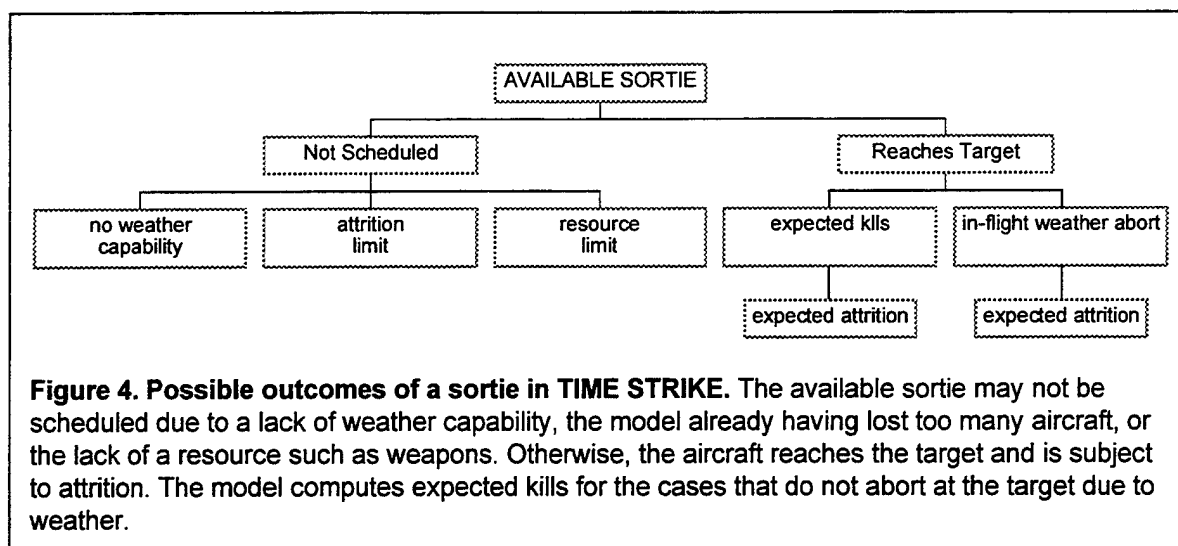 AVAILABLE SORTIE
Not Scheduled
Reaches Target
no weather
capability
attrition
limit
resource
limit
expected klls
in-flight weather abort
expected attrition
expected attrition
Figure 4. Possible outcomes of a sortie in TIME STRIKE. The available sortie may not be
scheduled due to a lack of weather capability, the model already having lost too many aircraft, or
the lack of a resource such as weapons. Otherwise, the aircraft reaches the target and is subject
to attrition. The model computes expected kills for the cases that do not abort at the target due to
weather.